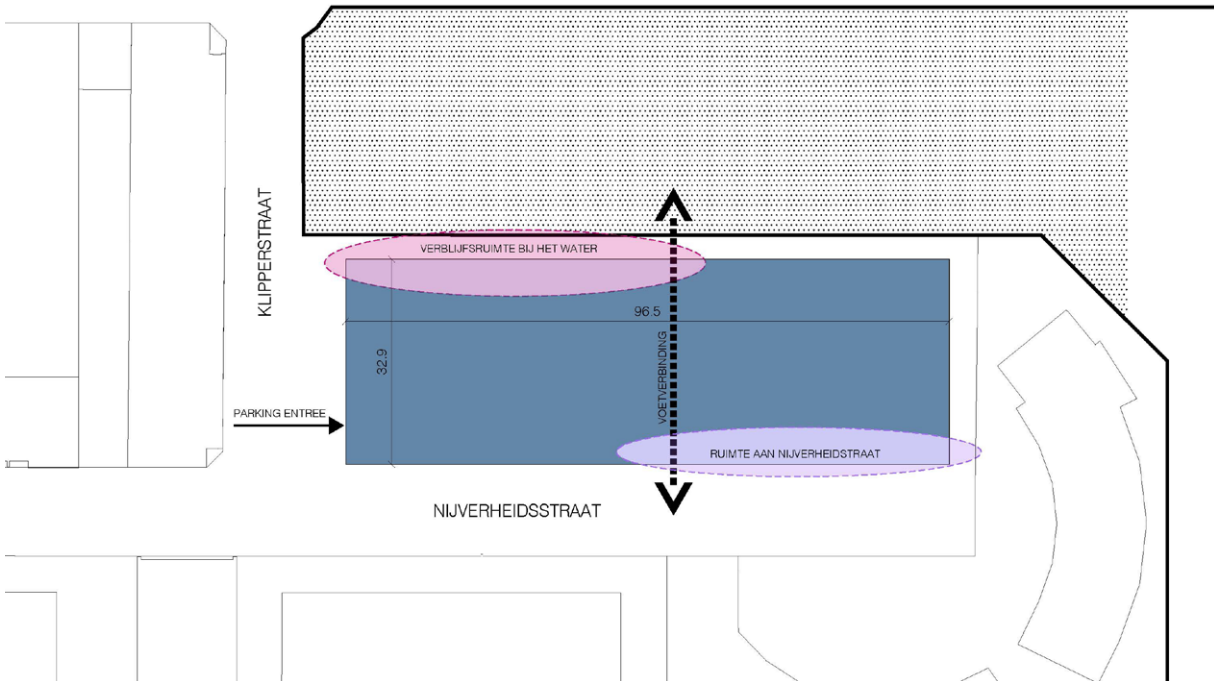 KLIPPERSTRAAT
VERBLIJFSRUIMTE BIJ HET WATER
96.5
32.9
VOETVERBINDING
PARKING ENTREE
RUIMTE AAN NIJVERHEIDSTRAAT
NIJVERHEIDSSTRAAT